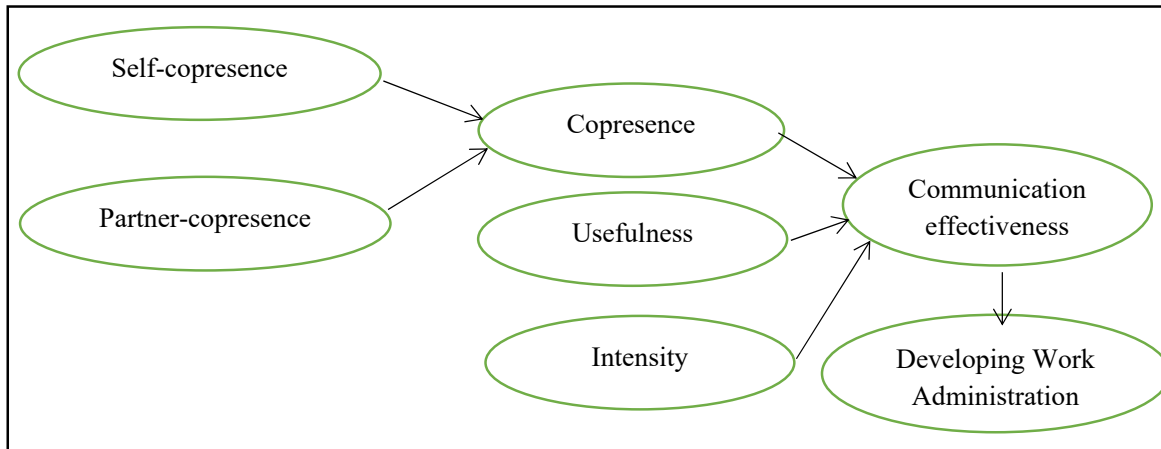 Self-copresence
Partner-copresence
Copresence
Usefulness
Intensity
Communication
effectiveness
Developing Work
Administration